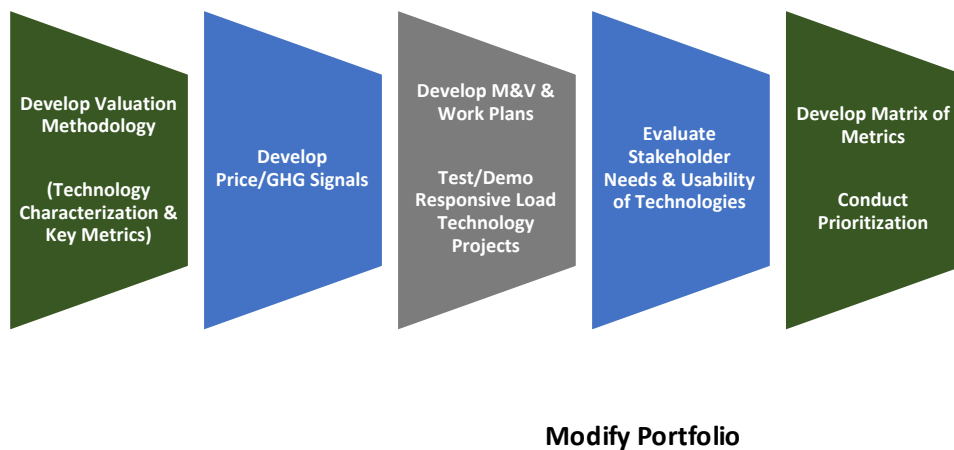 Develop Valuation
Methodology
(Technology
Characterization &
Key Metrics)
Develop
Price/GHG Signals
Develop M&V &
Work Plans
Test/Demo
Responsive Load
Technology
Projects
Evaluate
Stakeholder
Needs & Usability
of Technologies
Develop Matrix of
Metrics
Conduct
Prioritization
Modify Portfolio